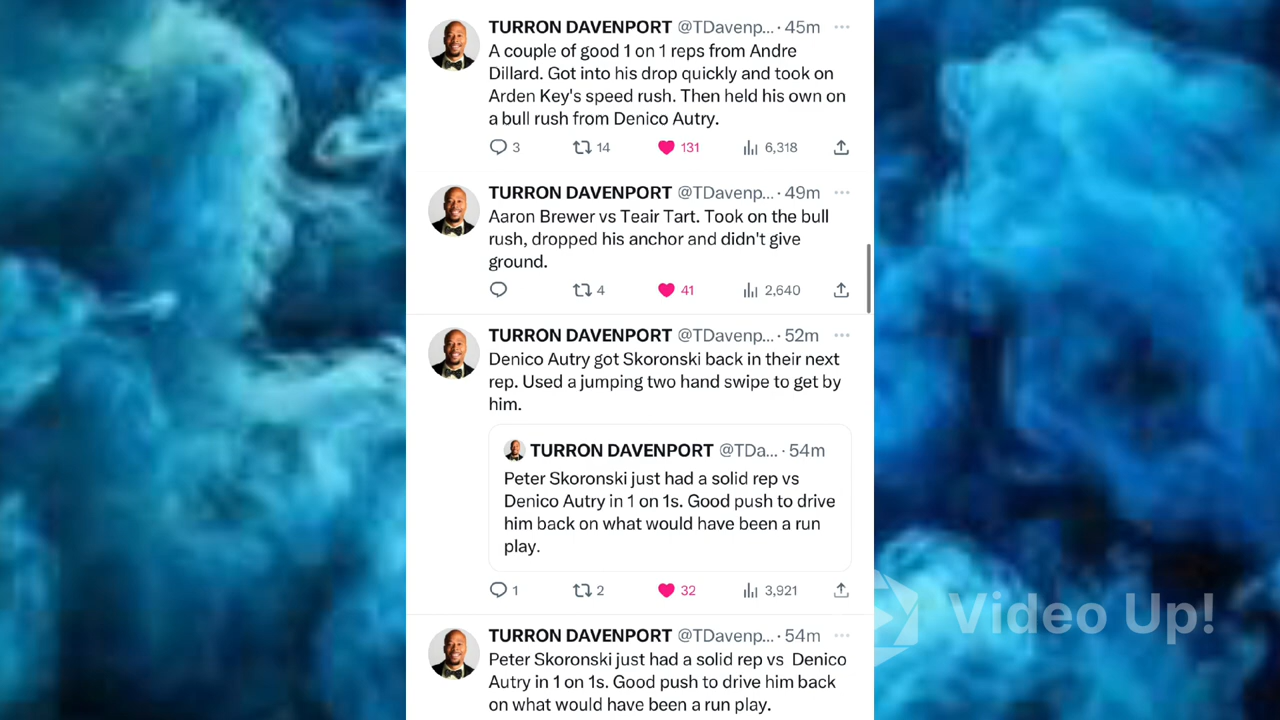 TURRON DAVENPORT @TDavenp... · 45m ...
A couple of good 1 on 1 reps from Andre
Dillard. Got into his drop quickly and took on
Arden Key's speed rush. Then held his own on
a bull rush from Denico Autry.
3 14 131 6,318
TURRON DAVENPORT @TDavenp... · 49m ...
Aaron Brewer vs Teair Tart. Took on the bull
rush, dropped his anchor and didn't give
ground.
4 41 2,640
TURRON DAVENPORT @TDavenp... · 52m ...
Denico Autry got Skoronski back in their next
rep. Used a jumping two hand swipe to get by
him.
TURRON DAVENPORT @TDa... · 54m
Peter Skoronski just had a solid rep vs
Denico Autry in 1 on 1s. Good push to drive
him back on what would have been a run
play.
1 2 32 3,921
Video Up!
TURRON DAVENPORT @TDavenp... · 54m ...
Peter Skoronski just had a solid rep vs Denico
Autry in 1 on 1s. Good push to drive him back
on what would have been a run play.